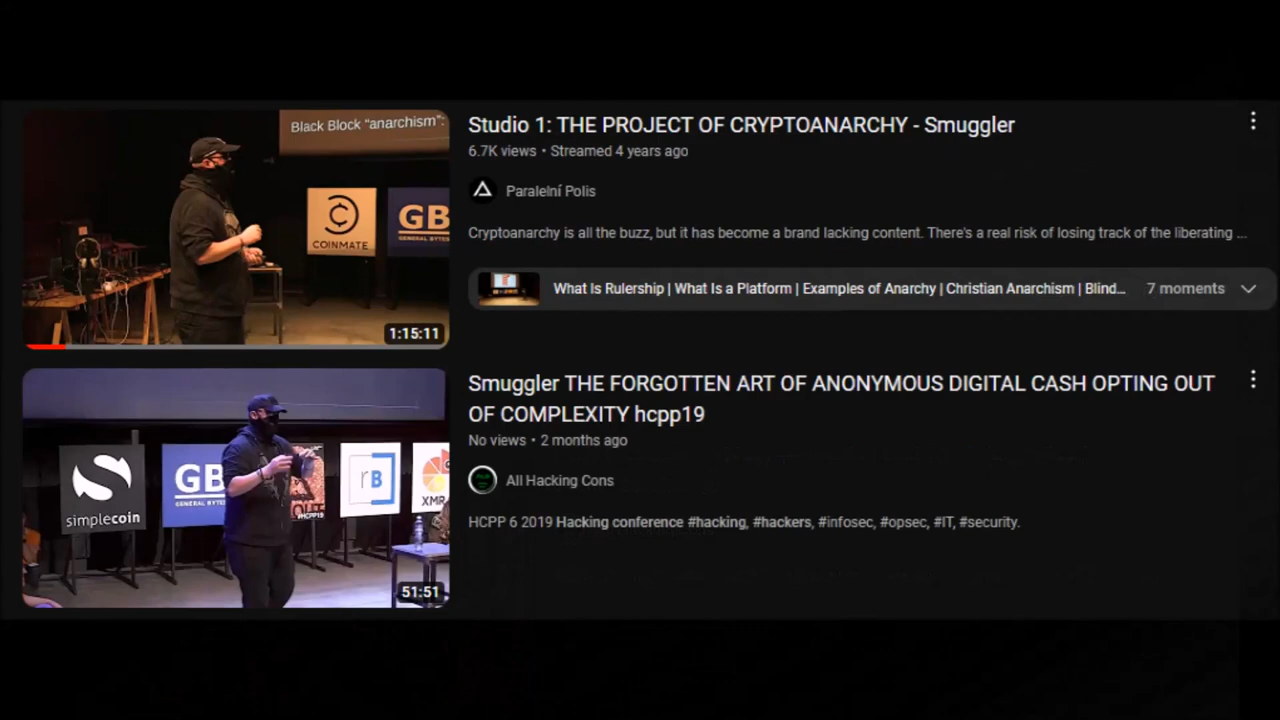 Black Block “anarchism”:
COINMATE
GB
GENERAL BYTES
1:15:11
Studio 1: THE PROJECT OF CRYPTOANARCHY - Smuggler
6.7K views • Streamed 4 years ago
Paralelní Polis
Cryptoanarchy is all the buzz, but it has become a brand lacking content. There's a real risk of losing track of the liberating ...
What Is Rulership | What Is a Platform | Examples of Anarchy | Christian Anarchism | Blind...
7 moments
simplecoin
GB
GENERAL BYTES
OUT
#HCPP19
rB
XMR
51:51
Smuggler THE FORGOTTEN ART OF ANONYMOUS DIGITAL CASH OPTING OUT
OF COMPLEXITY hcpp19
No views • 2 months ago
All Hacking Cons
HCPP 6 2019 Hacking conference #hacking, #hackers, #infosec, #opsec, #IT, #security.